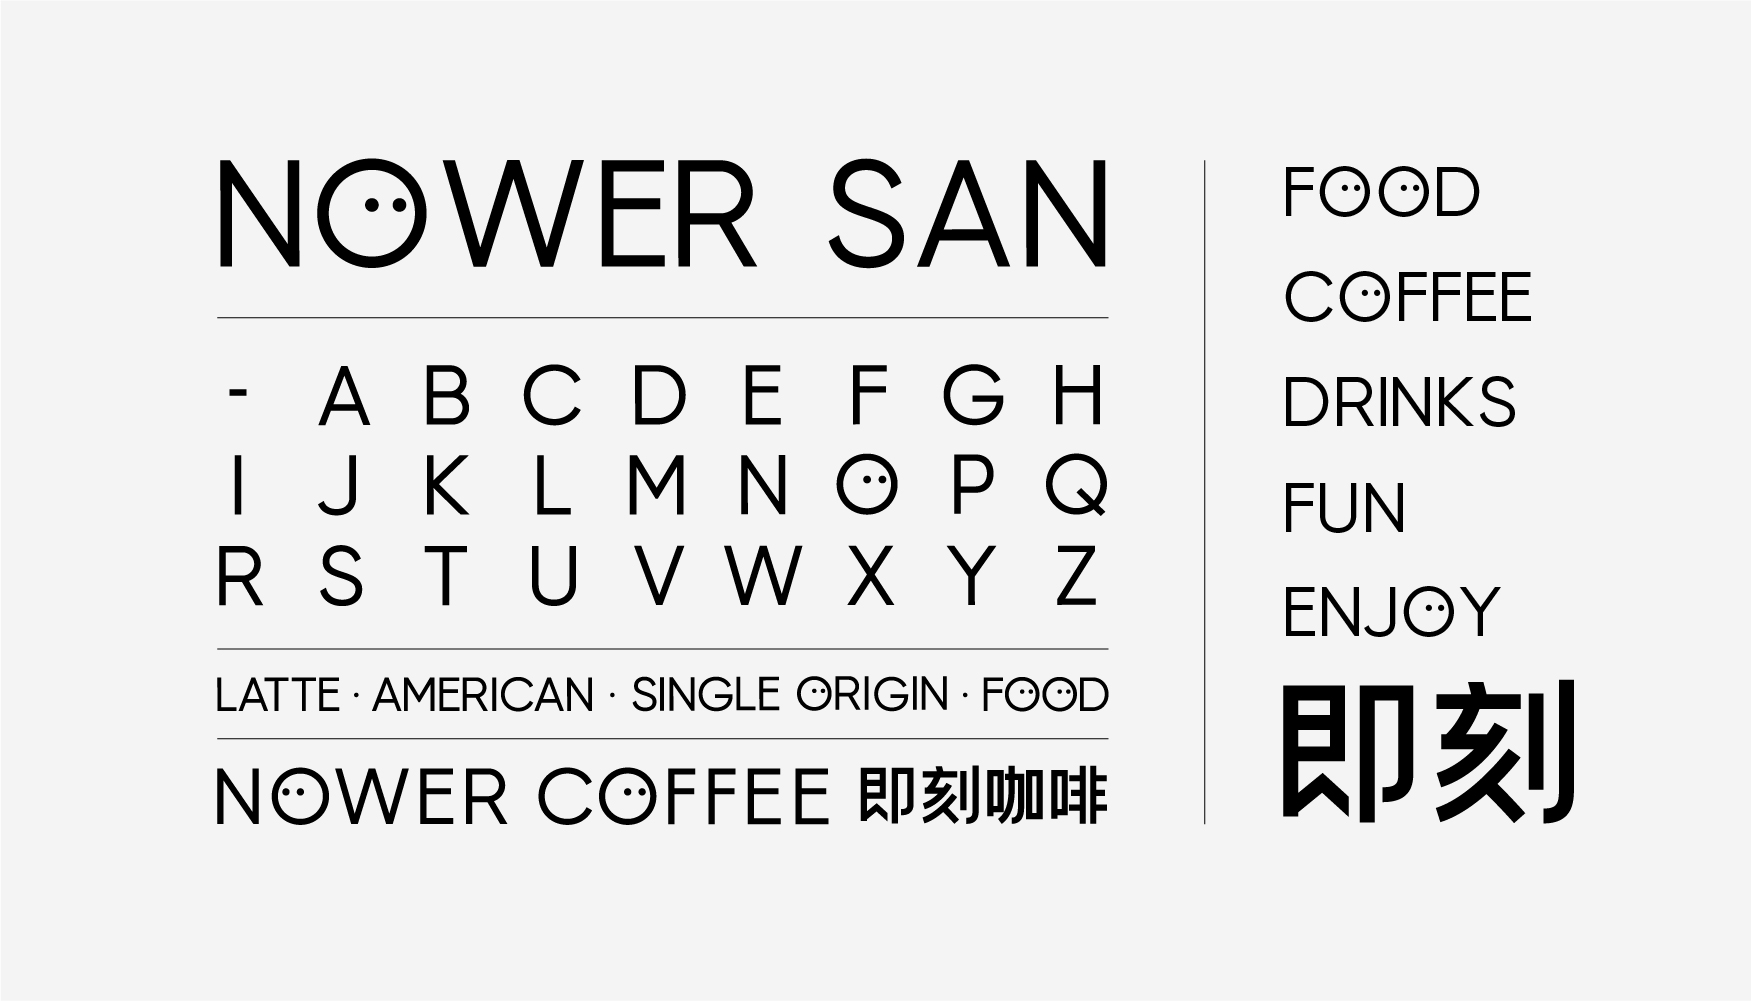 NOWER SAN
- A B C D E F G H
I J K L M N O P Q
R S T U V W X Y Z
LATTE · AMERICAN · SINGLE ORIGIN · FOOD
NOWER COFFEE 即刻咖啡
FOOD
COFFEE
DRINKS
FUN
ENJOY
即刻